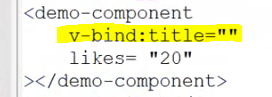 <demo-component
v-bind:title=""
likes= "20"
></demo-component>